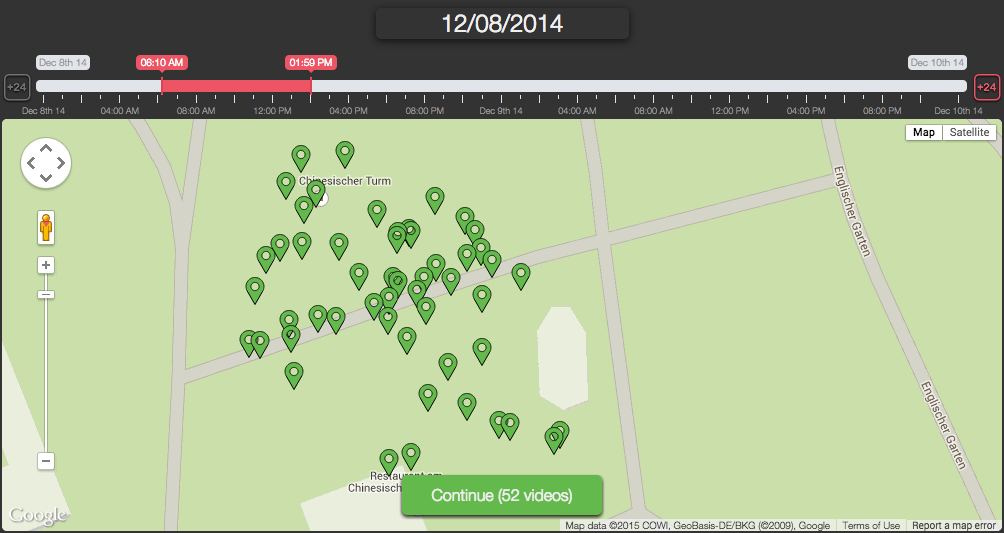 12/08/2014
Dec 8th 14 08:10 AM 01:59 PM Dec 10th 14
+24 +24
Dec 8th 14 04:00 AM 08:00 AM 12:00 PM 04:00 PM 08:00 PM Dec 9th 14 04:00 AM 08:00 AM 12:00 PM 04:00 PM 08:00 PM Dec 10th 14
Map Satellite
Chinesischer Turm
Englischer Garten
Englischer Garten
Restaurant am
Chinesisch
Continue (52 videos)
Google
Map data ©2015 COWI, GeoBasis-DE/BKG (©2009), Google Terms of Use Report a map error